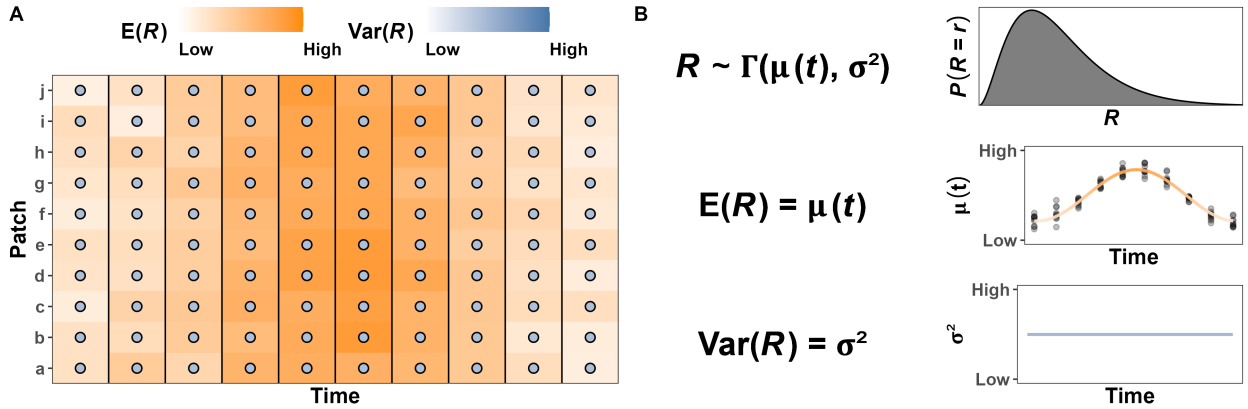 A
E(R)
Low High
Var(R)
Low High
Patch
j
i
h
g
f
e
d
c
b
a
Time
B
R ~ Γ(μ(t), σ²)
P(R = r)
R
E(R) = μ(t)
μ(t)
High
Low
Time
Var(R) = σ²
σ²
High
Low
Time